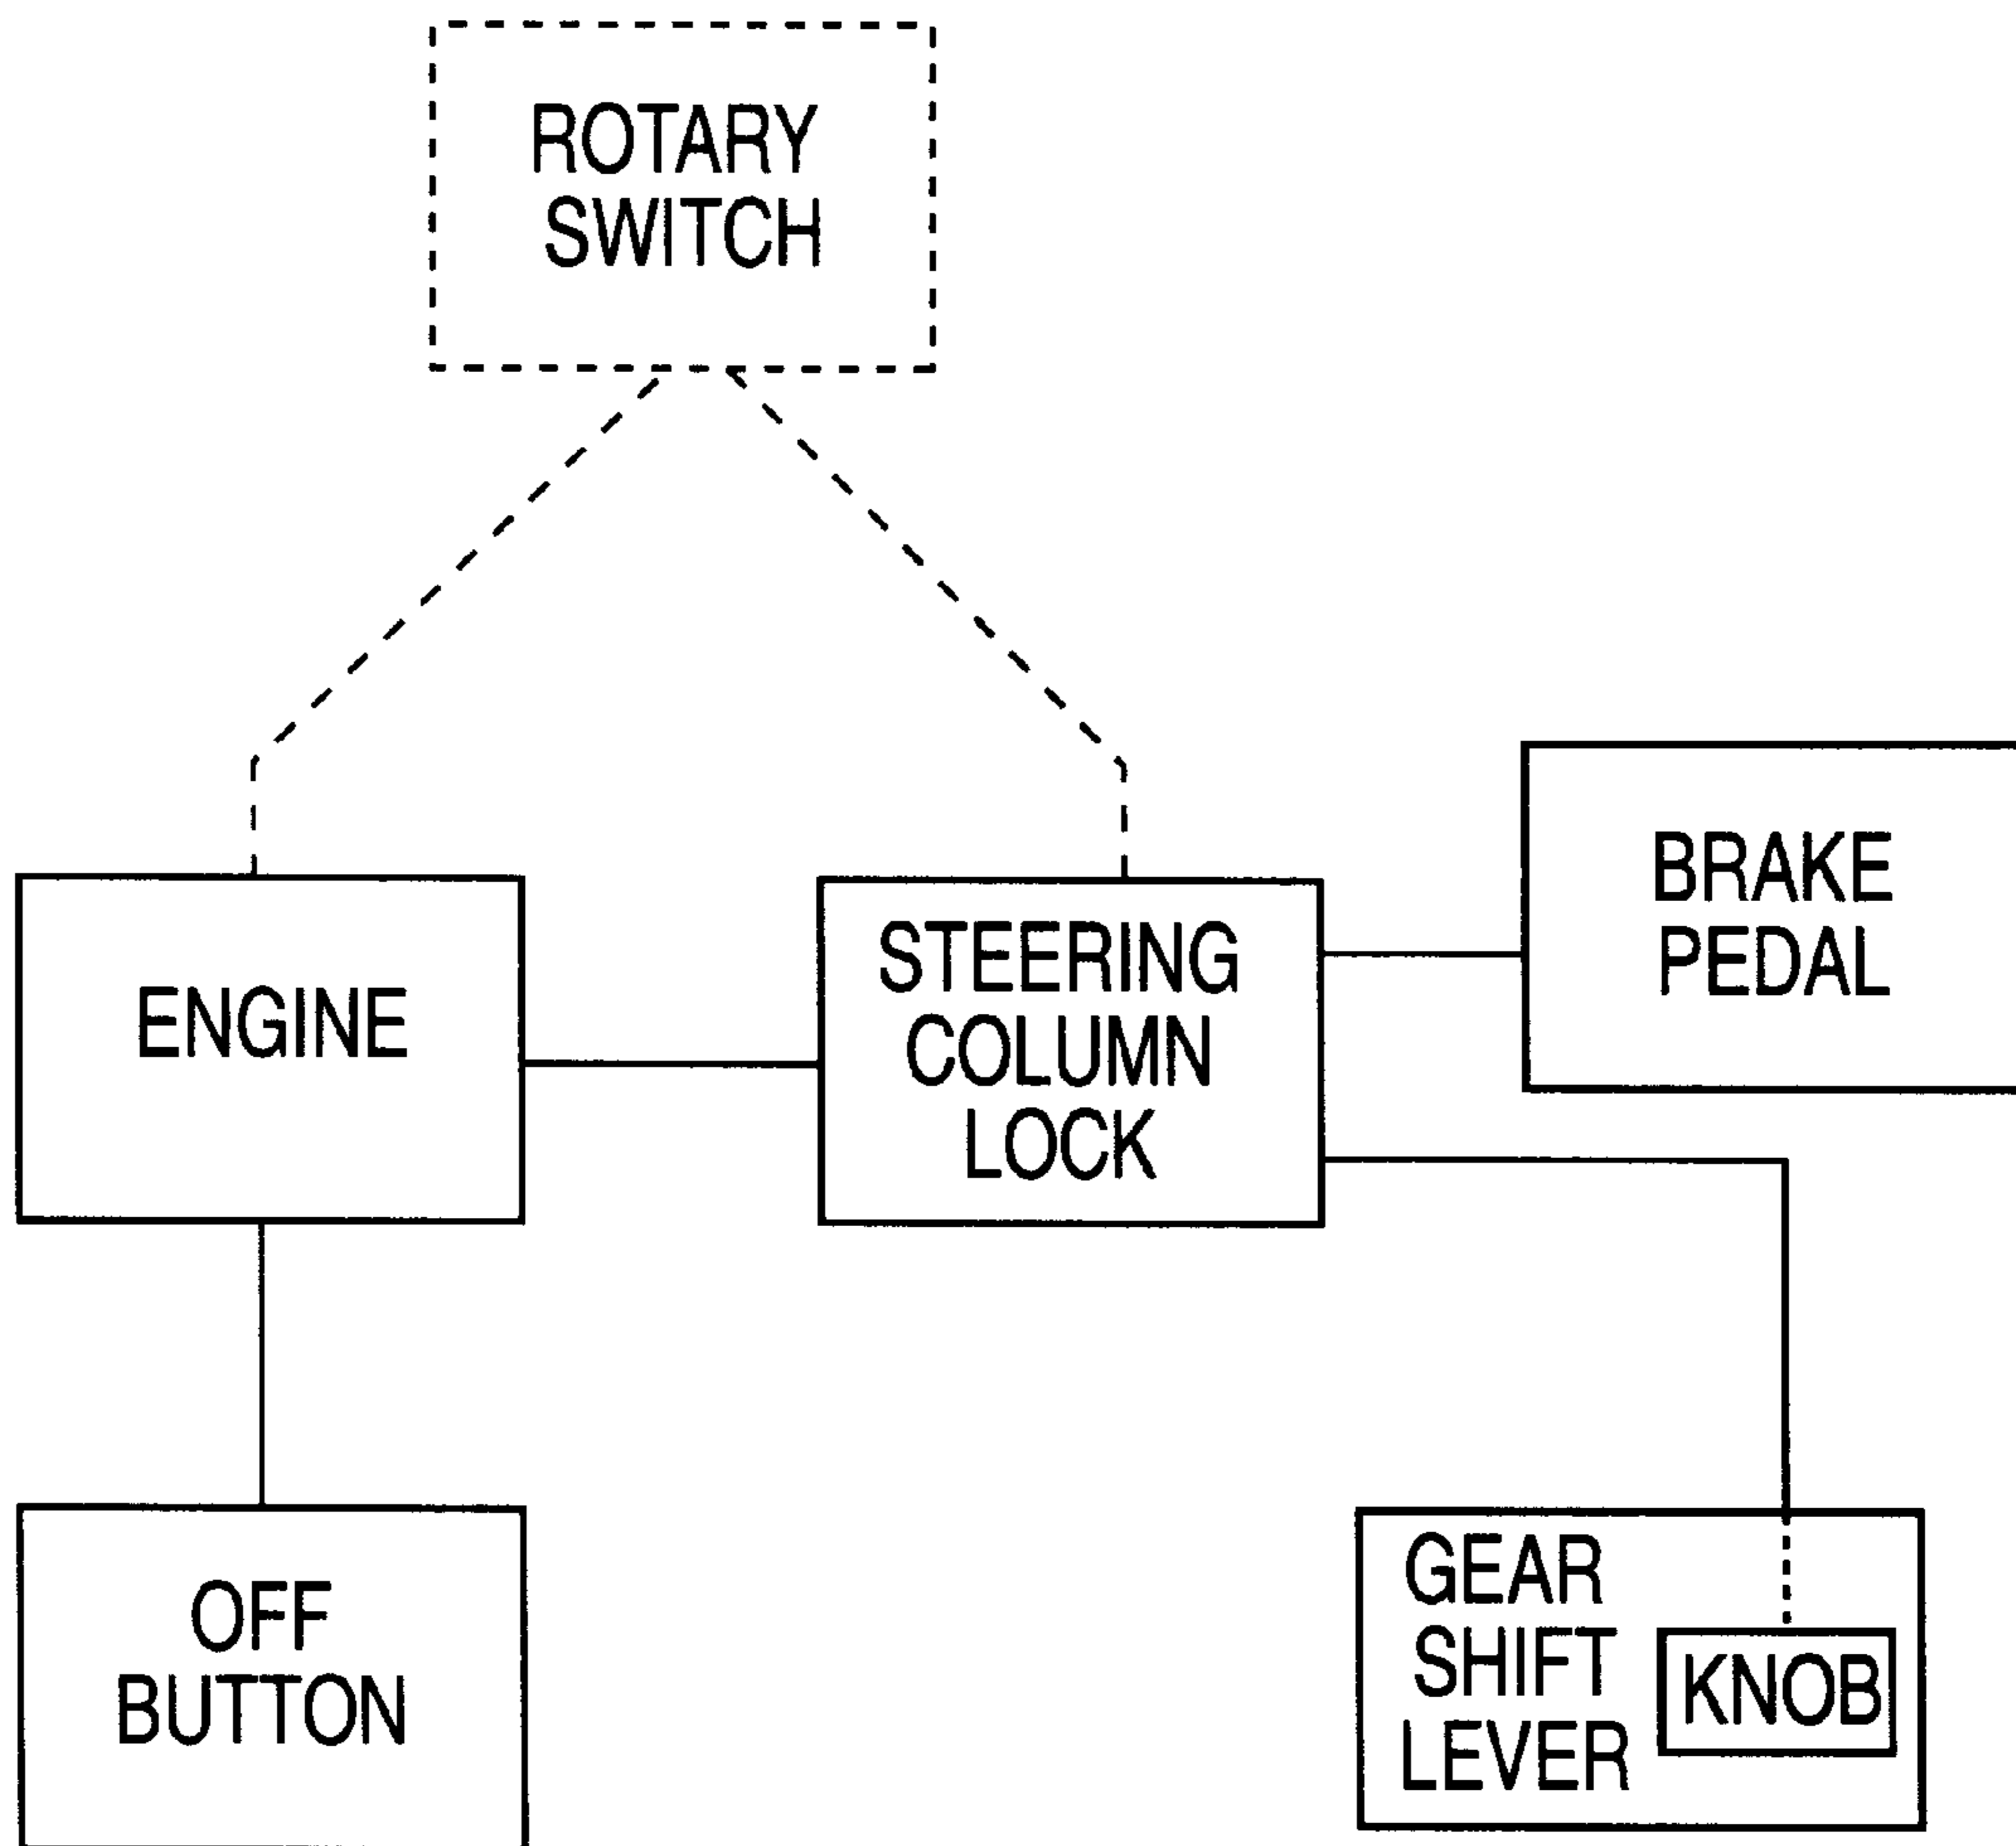 ROTARY
SWITCH
ENGINE
STEERING
COLUMN
LOCK
BRAKE
PEDAL
OFF
BUTTON
GEAR
SHIFT
LEVER
KNOB